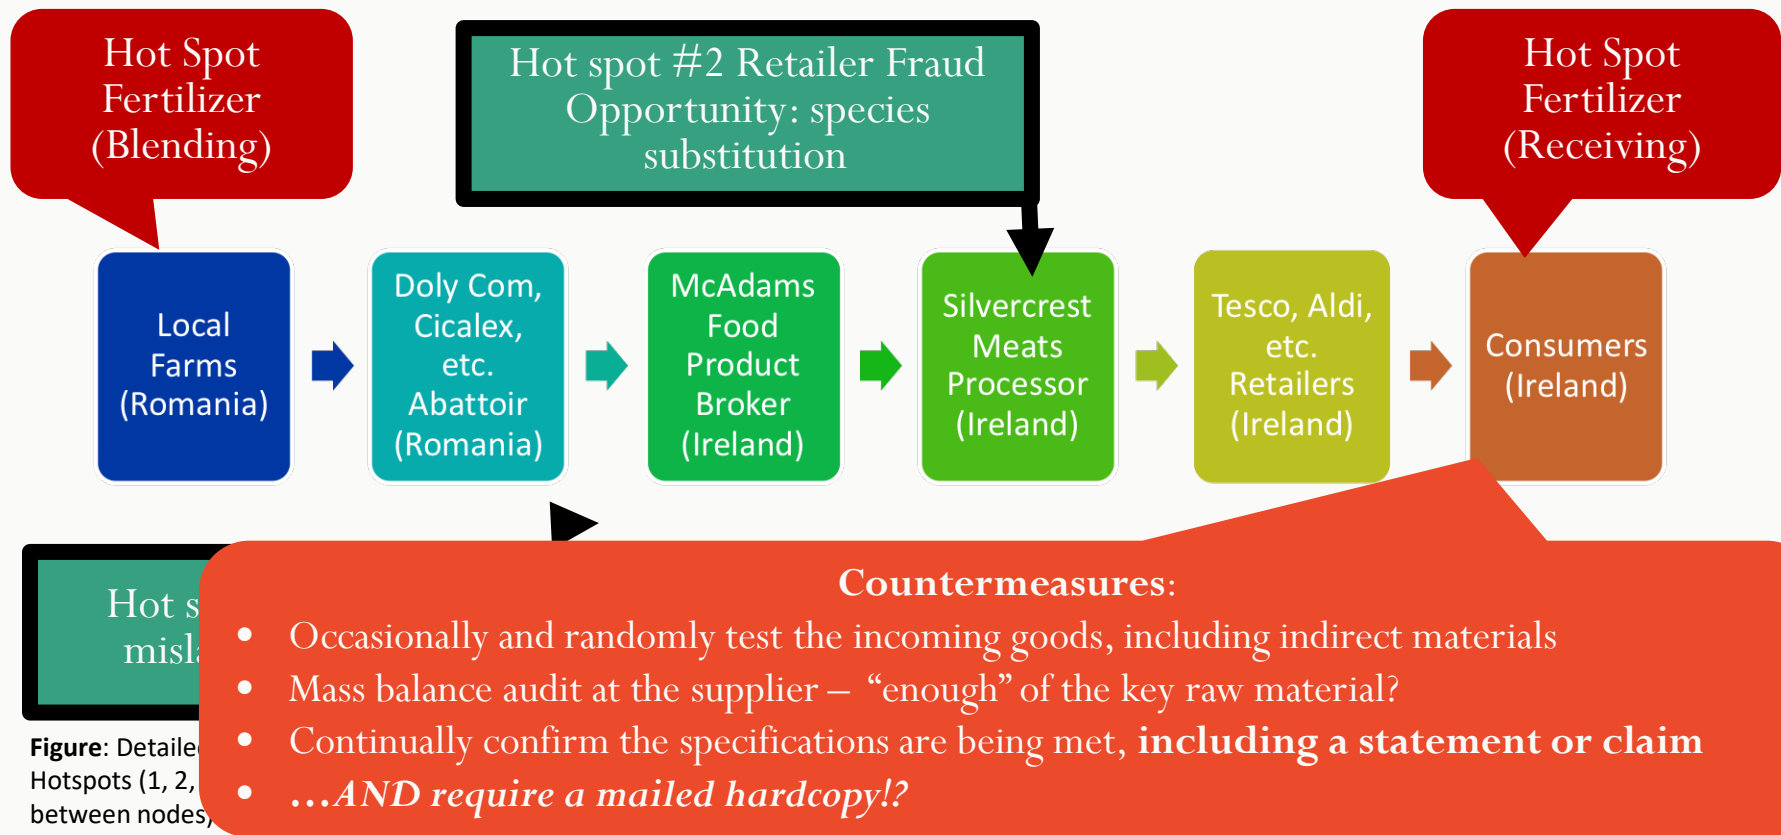 Hot Spot
Fertilizer
(Blending)
Hot spot #2 Retailer Fraud
Opportunity: species
substitution
Hot Spot
Fertilizer
(Receiving)
Local
Farms
(Romania)
Doly Com,
Cicalex,
etc.
Abattoir
(Romania)
McAdams
Food
Product
Broker
(Ireland)
Silvercrest
Meats
Processor
(Ireland)
Tesco, Aldi,
etc.
Retailers
(Ireland)
Consumers
(Ireland)
Hot
Countermeasures:
• Occasionally and randomly test the incoming goods, including indirect materials
• Mass balance audit at the supplier – “enough” of the key raw material?
• Continually confirm the specifications are being met, including a statement or claim
• …AND require a mailed hardcopy!?
Figure:
Hotspots (1, 2,
between nodes)